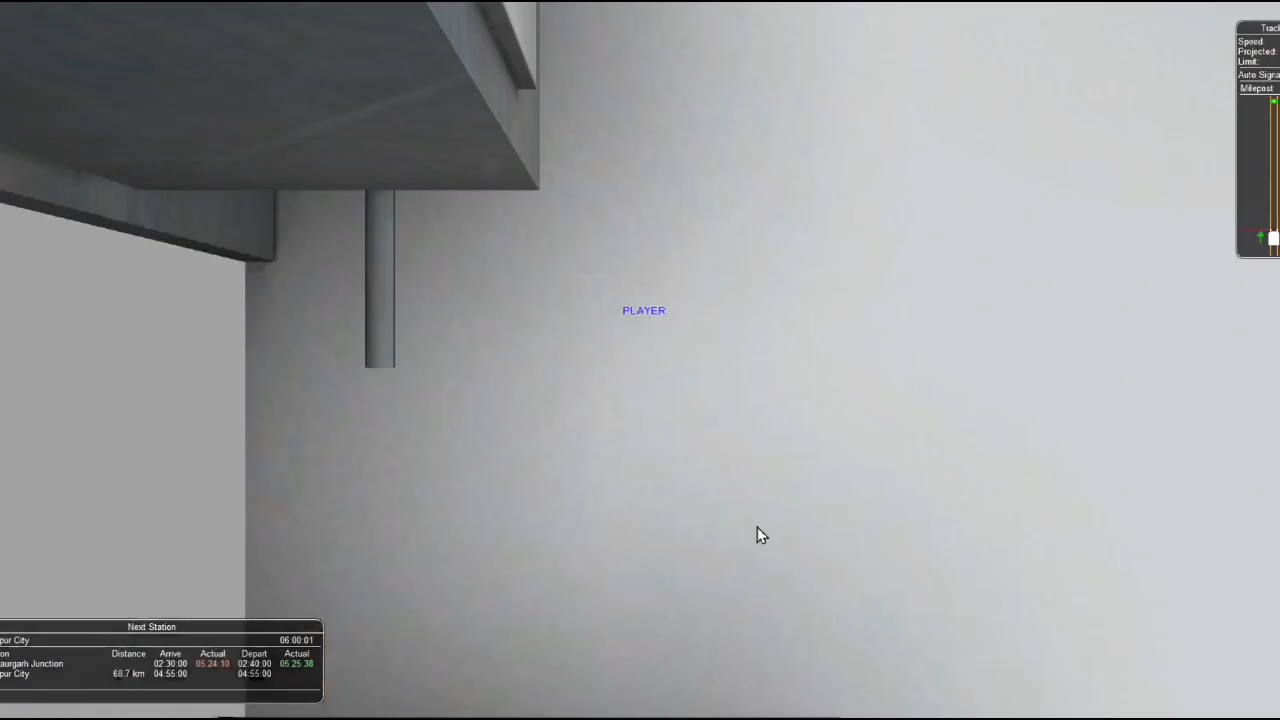 Track
Speed
Projected:
Limit:
Auto Signa
Milepost
PLAYER
Next Station
pur City 06:00:01
on Distance Arrive Actual Depart Actual
aurgarh Junction 02:30:00 05:24:10 02:40:00 05:25:38
pur City 68.7 km 04:55:00 04:55:00